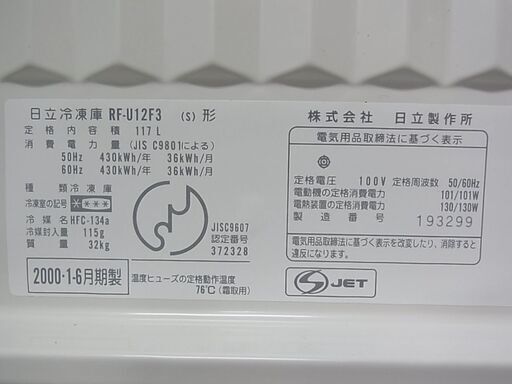 日立冷凍庫 RF-U12F3 (S) 形
定格内容積 117L
消費電力量(JIS C9801による)
50Hz 430kWh/年 36kWh/月
60Hz 430kWh/年 36kWh/月
種類 冷凍庫
冷凍室の記号 ****
冷媒 HFC-134a
冷媒封入量 115g
質量 32kg
JISC9607
認定番号
372328
2000・1-6月期製
温度ヒューズの定格動作温度
76℃(霜取用)
株式会社 日立製作所
電気用品取締法に基づく表示
定格電圧 100V 定格周波数 50/60Hz
電動機の定格消費電力 101/101W
電熱装置の定格消費電力 130/130W
製造番号 193299
電気用品取締法に基づく表示を改変したり、消すと
違反になります。
JET